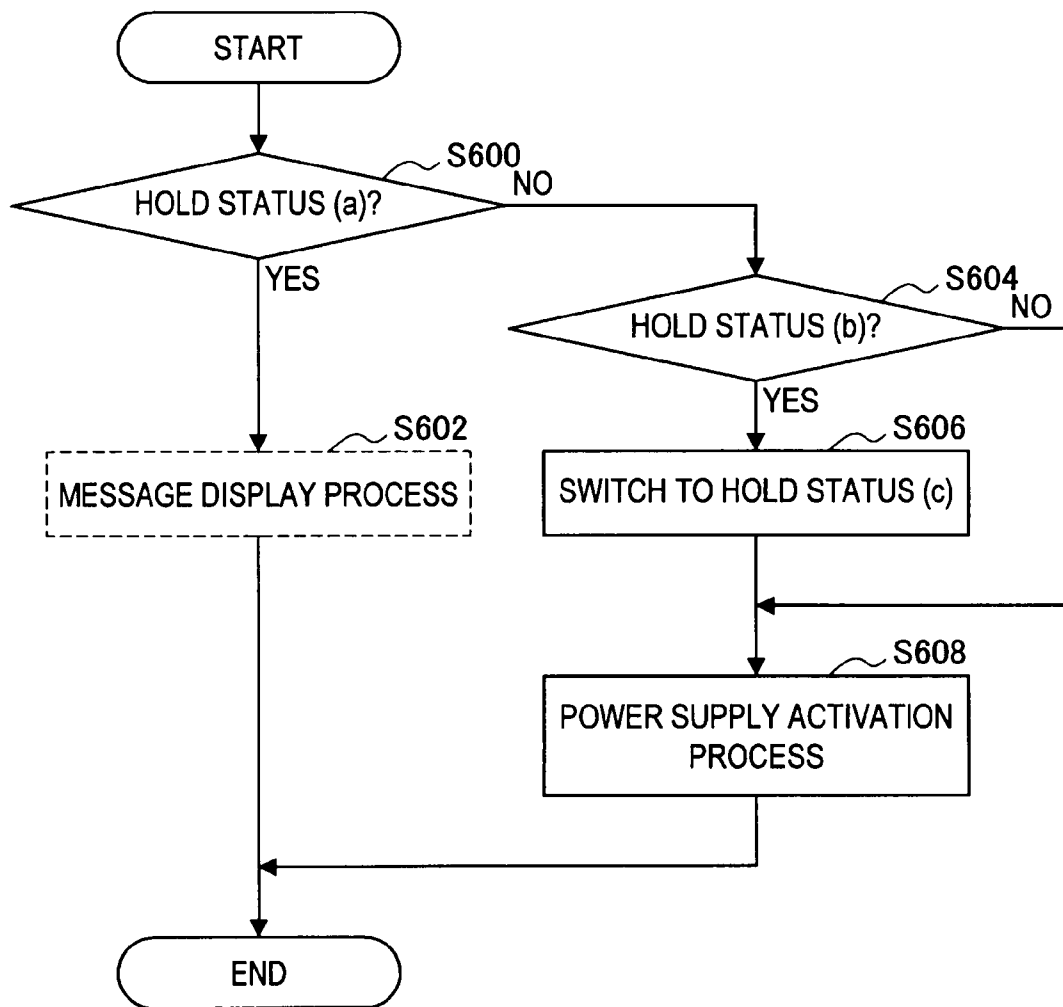 START
S600
HOLD STATUS (a)?
NO
YES
S604
HOLD STATUS (b)?
NO
YES
S602
MESSAGE DISPLAY PROCESS
S606
SWITCH TO HOLD STATUS (c)
S608
POWER SUPPLY ACTIVATION
PROCESS
END